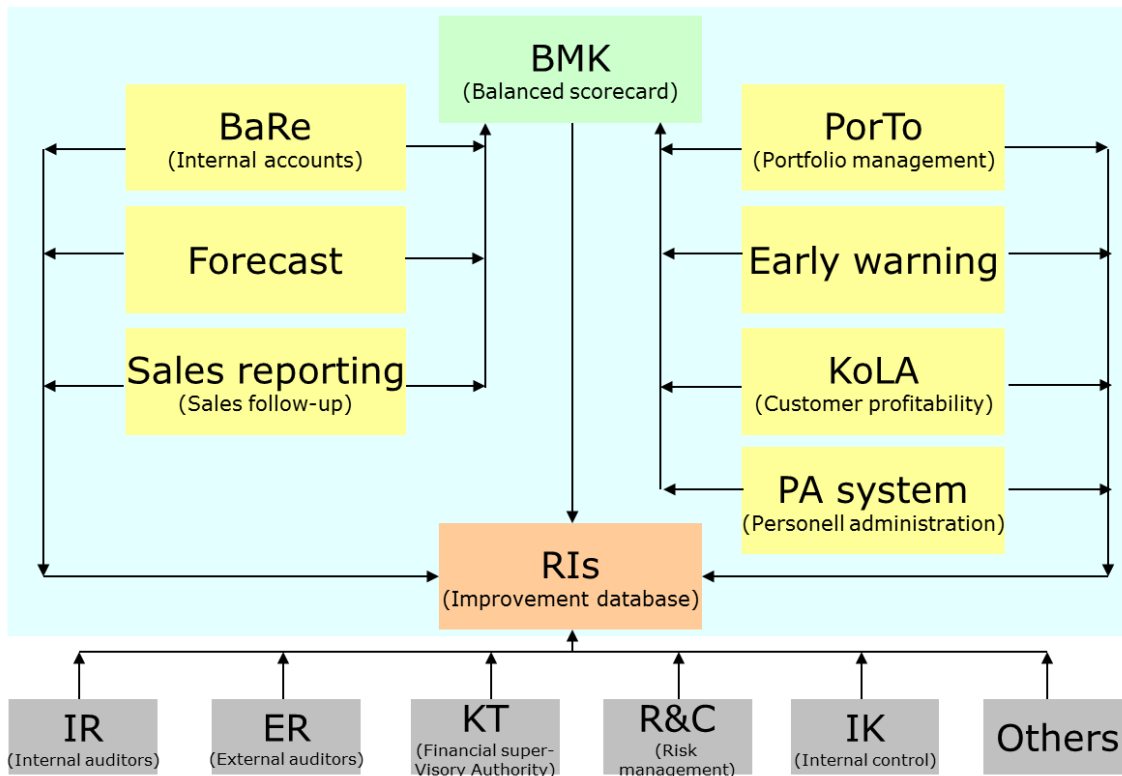 BMK
(Balanced scorecard)
BaRe
(Internal accounts)
PorTo
(Portfolio management)
Forecast
Early warning
Sales reporting
(Sales follow-up)
KoLA
(Customer profitability)
PA system
(Personell administration)
RIs
(Improvement database)
IR
(Internal auditors)
ER
(External auditors)
KT
(Financial super-
Visory Authority)
R&C
(Risk
management)
IK
(Internal control)
Others